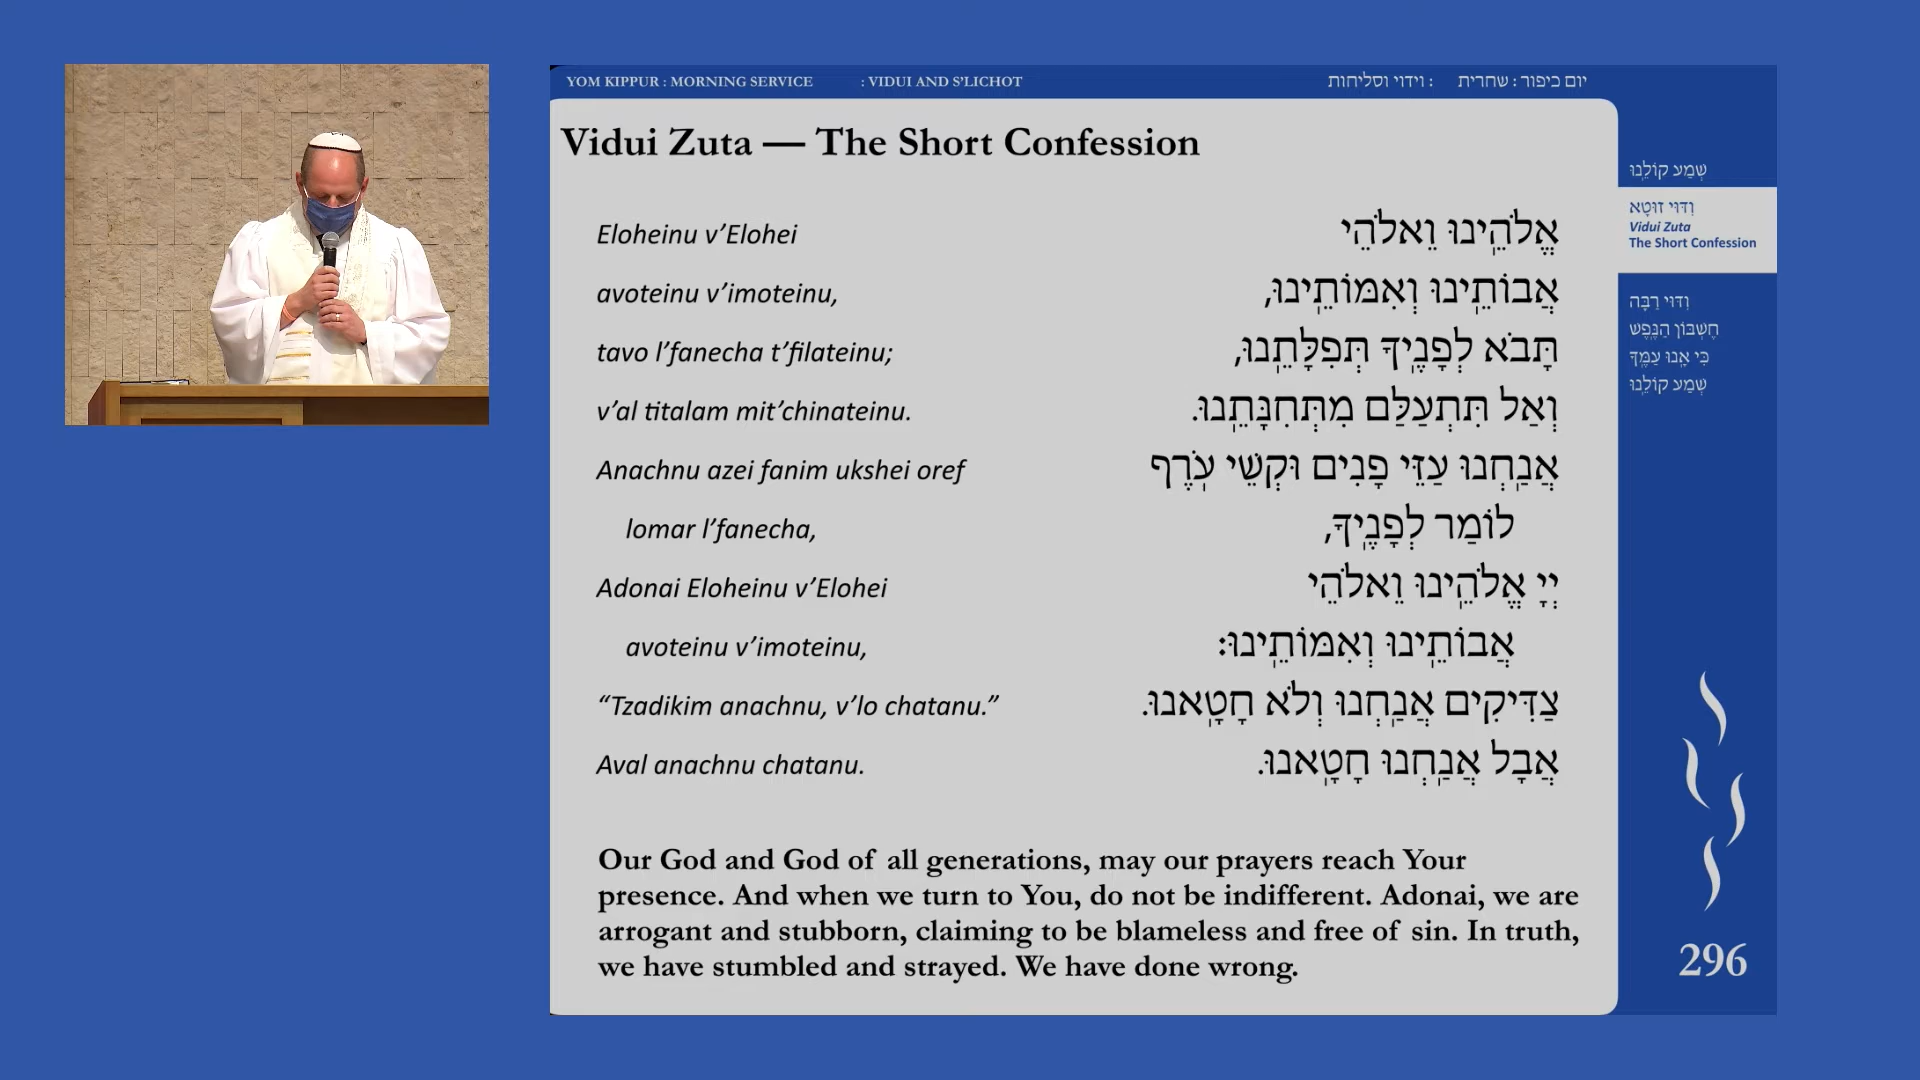 YOM KIPPUR : MORNING SERVICE : VIDUI AND S'LICHOT
יום כיפור : שחרית : וידוי וסליחות
Vidui Zuta — The Short Confession
Eloheinu v'Elohei
avoteinu v'imoteinu,
tavo l'fanecha t'filateinu;
v'al titalam mit'chinateinu.
Anachnu azei fanim ukshei oref
lomar l'fanecha,
Adonai Eloheinu v'Elohei
avoteinu v'imoteinu,
“Tzadikim anachnu, v'lo chatanu.”
Aval anachnu chatanu.
אֱלֹהֵֽינוּ וֵאלֹהֵי
אֲבוֹתֵֽינוּ וְאִמּוֹתֵֽינוּ,
תָּבֹא לְפָנֶֽיךָ תְּפִלָּתֵֽנוּ,
וְאַל תִּתְעַלַּם מִתְּחִנָּתֵֽנוּ.
אֲנַֽחְנוּ עַזֵּי פָנִים וּקְשֵׁי עֹֽרֶף
לוֹמַר לְפָנֶֽיךָ,
יְיָ אֱלֹהֵֽינוּ וֵאלֹהֵי
אֲבוֹתֵֽינוּ וְאִמּוֹתֵֽינוּ:
צַדִּיקִים אֲנַֽחְנוּ וְלֹא חָטָֽאנוּ.
אֲבָל אֲנַֽחְנוּ חָטָֽאנוּ.
Our God and God of all generations, may our prayers reach Your
presence. And when we turn to You, do not be indifferent. Adonai, we are
arrogant and stubborn, claiming to be blameless and free of sin. In truth,
we have stumbled and strayed. We have done wrong.
שְׁמַע קוֹלֵֽנוּ
וִדּוּי זוּטָא
Vidui Zuta
The Short Confession
וִדּוּי רַבָּה
חֶשְׁבּוֹן הַנֶּֽפֶשׁ
כִּי אָֽנוּ עַמֶּֽךָ
שְׁמַע קוֹלֵֽנוּ
296